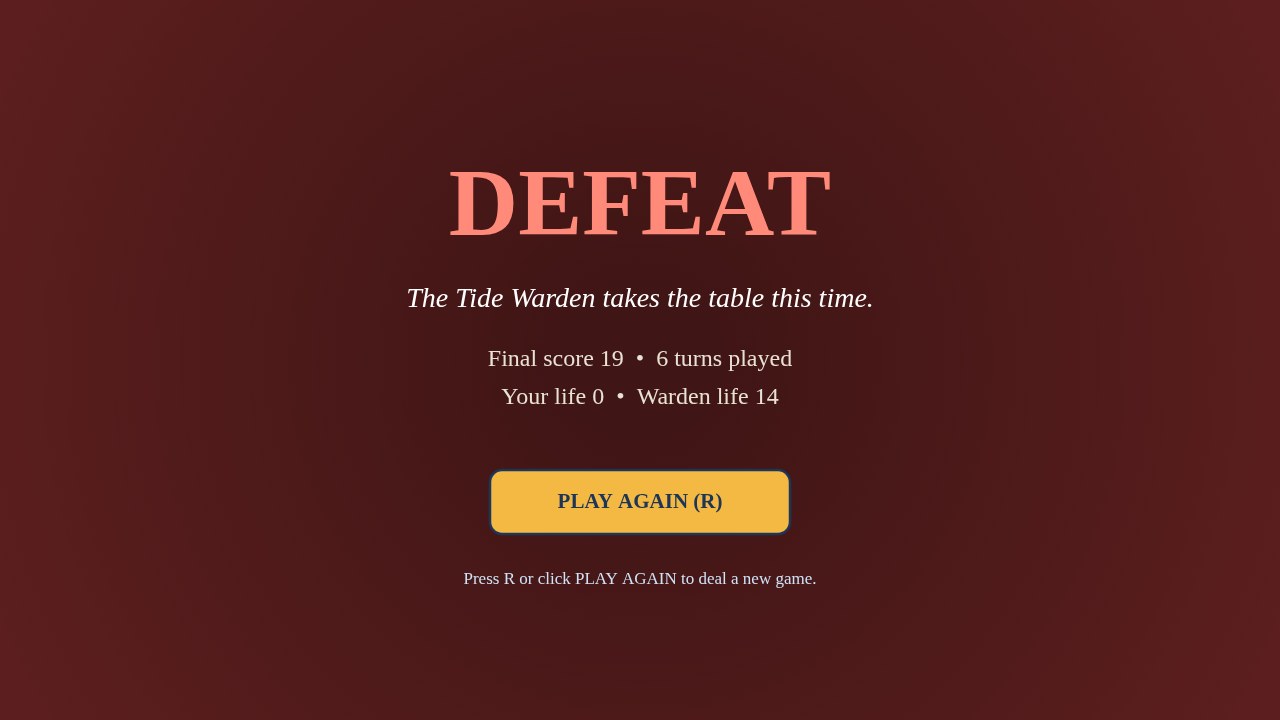 DEFEAT
The Tide Warden takes the table this time.
Final score 19 • 6 turns played
Your life 0 • Warden life 14
PLAY AGAIN (R)
Press R or click PLAY AGAIN to deal a new game.